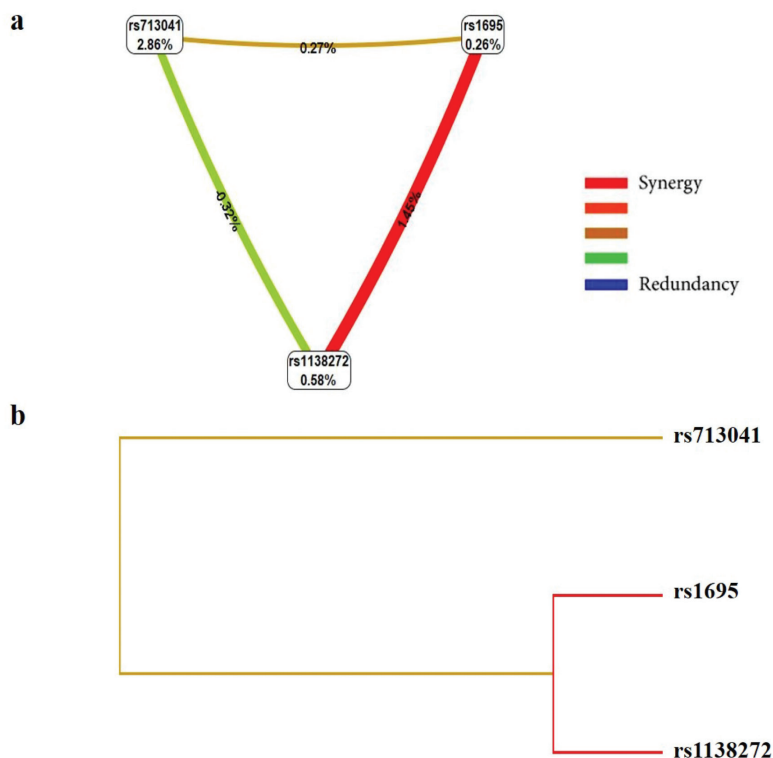 a
rs713041
2.86%
rs1695
0.26%
0.27%
-0.32%
1.45%
rs1138272
0.58%
Synergy
Redundancy
b
rs713041
rs1695
rs1138272